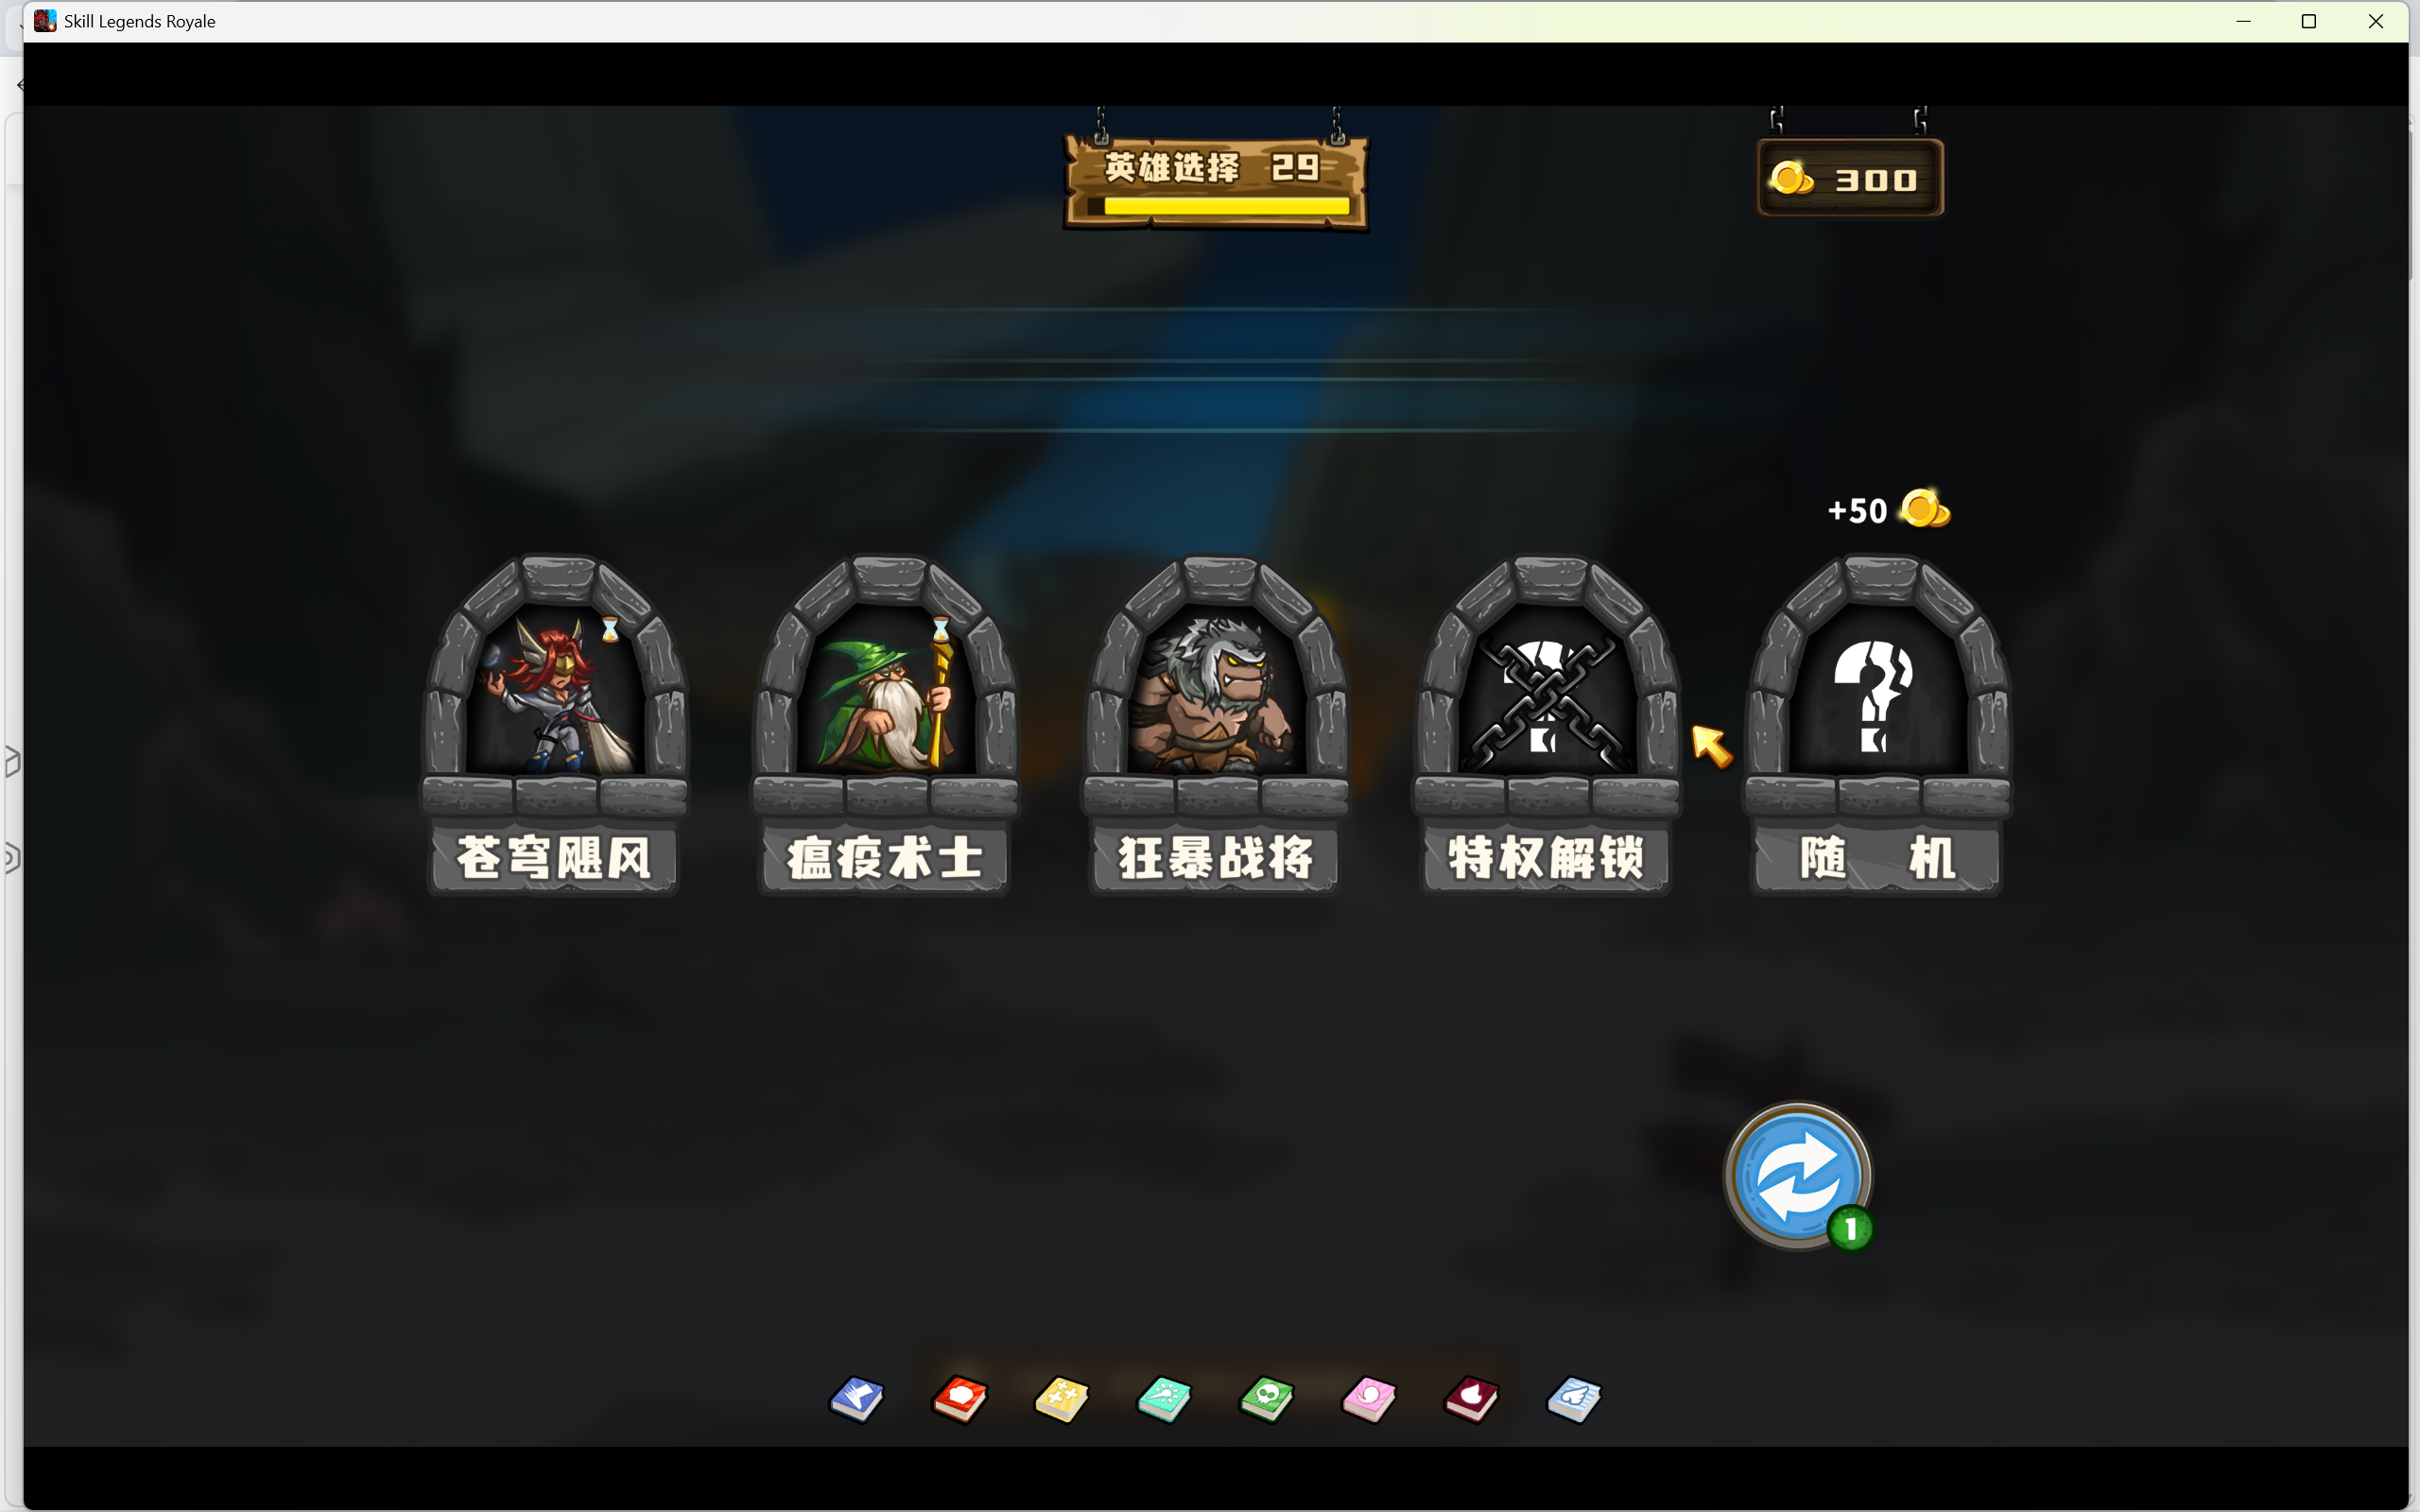 Skill Legends Royale
英雄选择 29
300
+50
苍穹飓风
瘟疫术士
狂暴战将
特权解锁
随 机
1